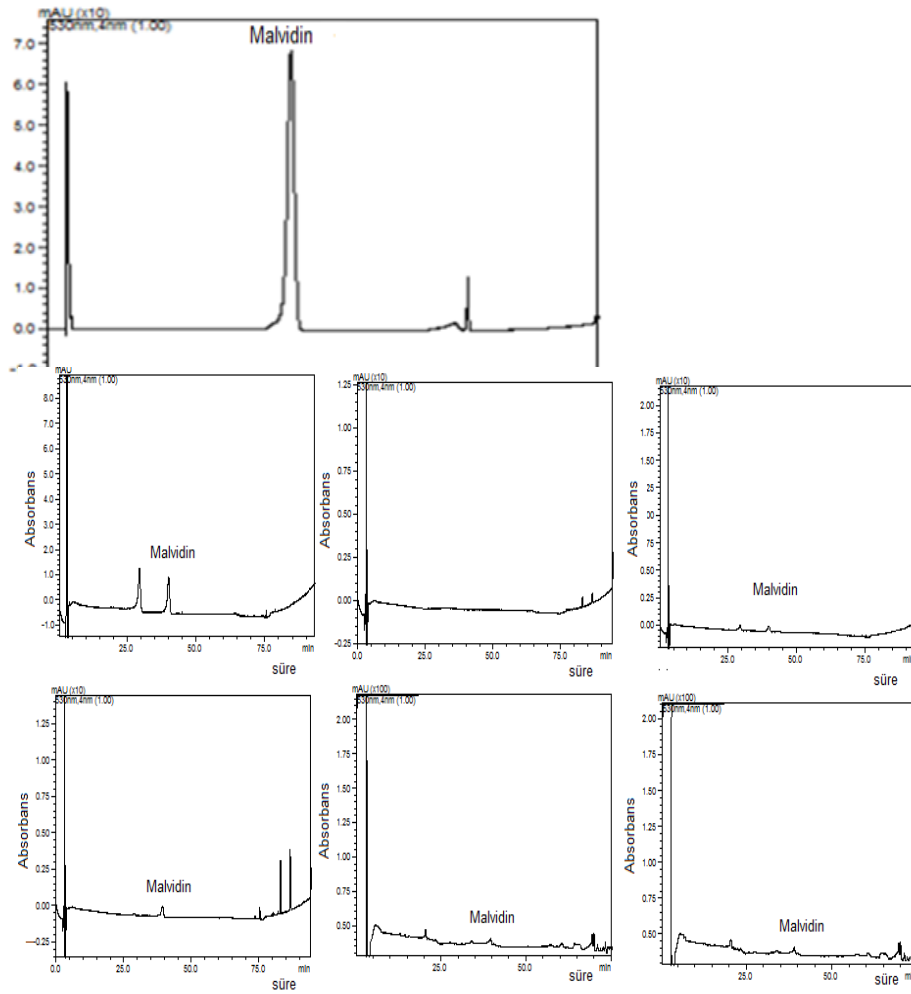 mAU (x10)
530nm,4nm (1.00)
Malvidin
7.0
6.0
5.0
4.0
3.0
2.0
1.0
0.0
mAU
530nm,4nm (1.00)
8.0
7.0
6.0
5.0
4.0
3.0
2.0
1.0
0.0
-1.0
Absorbans
Malvidin
25.0 50.0 75.0 min
süre
mAU (x10)
530nm,4nm (1.00)
1.25
1.00
0.75
0.50
0.25
0.00
-0.25
Absorbans
0.0 25.0 50.0 75.0 min
süre
mAU (x10)
530nm,4nm (1.00)
2.00
1.75
1.50
25
00
75
0.50
0.25
0.00
Absorbans
Malvidin
25.0 50.0 75.0 min
süre
mAU (x10)
530nm,4nm (1.00)
1.25
1.00
0.75
0.50
0.25
0.00
-0.25
Absorbans
Malvidin
0.0 25.0 50.0 75.0 min
süre
mAU (x100)
530nm,4nm (1.00)
2.00
1.75
1.50
1.25
1.00
0.75
0.50
Absorbans
Malvidin
25.0 50.0 min
süre
mAU (x100)
530nm,4nm (1.00)
2.00
1.75
1.50
1.25
1.00
0.75
0.50
Absorbans
Malvidin
25.0 50.0 75.0 min
süre